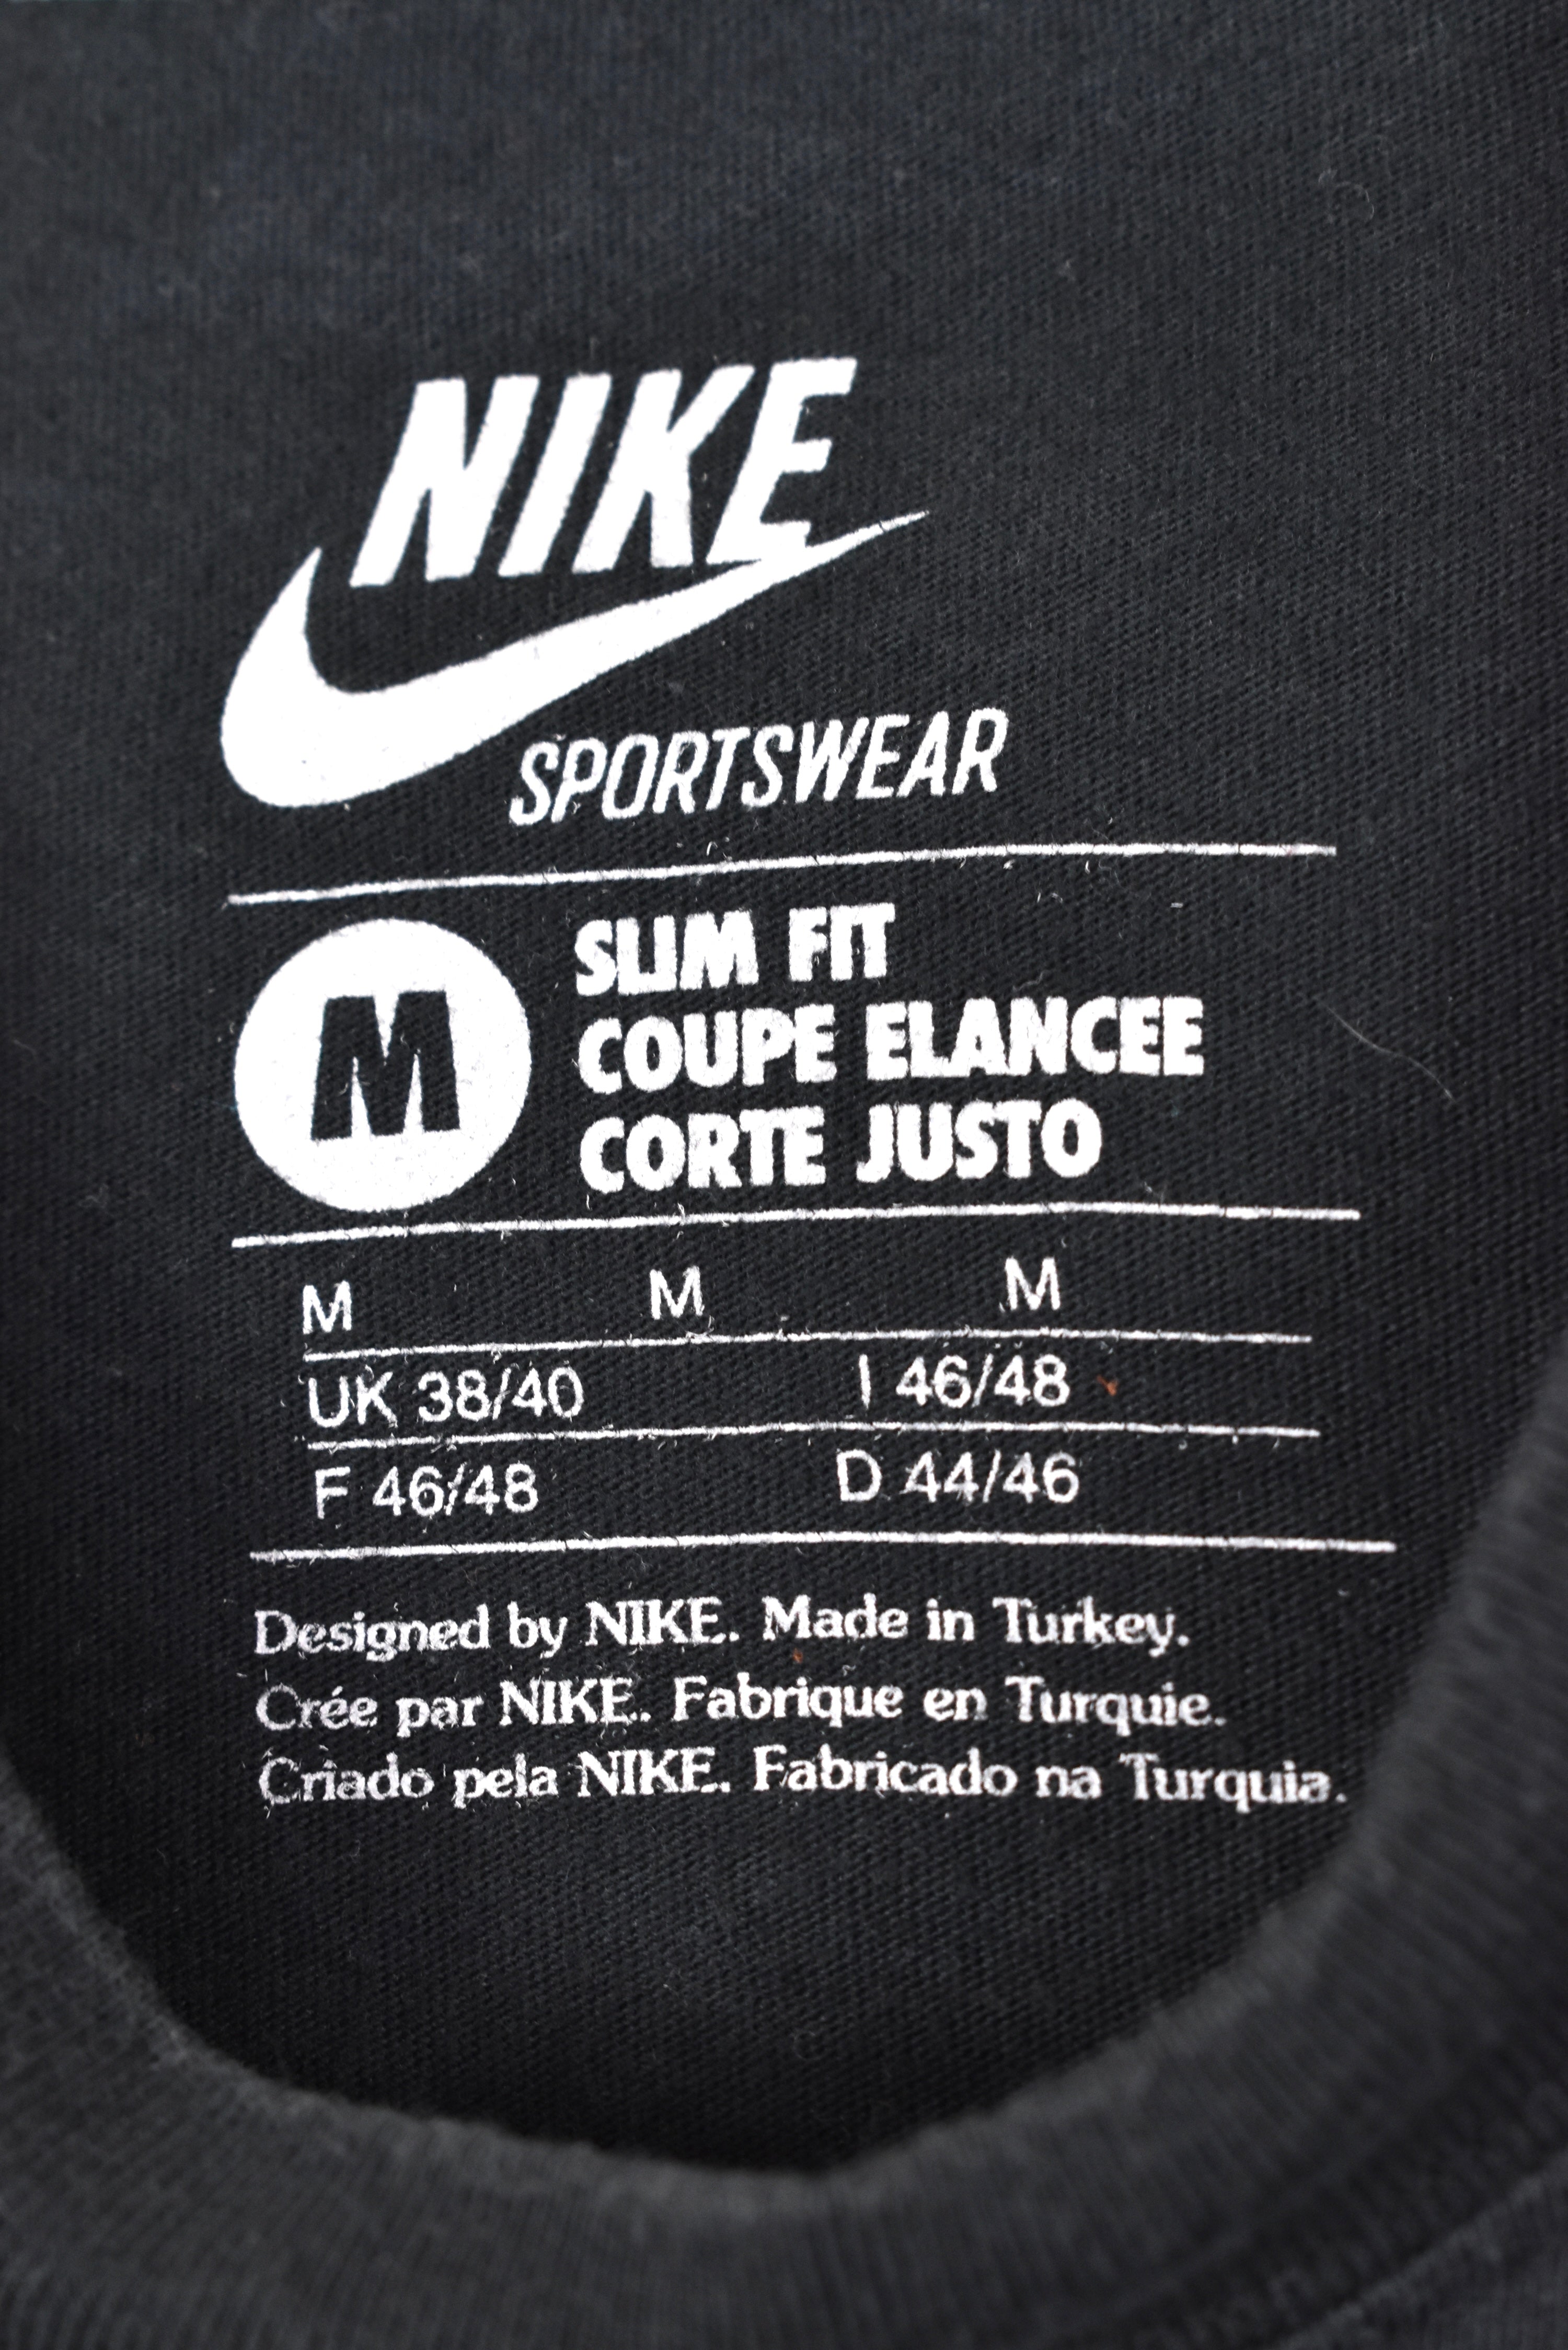 NIKE
SPORTSWEAR
M
SLIM FIT
COUPE ELANCEE
CORTE JUSTO
M M M
UK 38/40 I 46/48
F 46/48 D 44/46
Designed by NIKE. Made in Turkey.
Crée par NIKE. Fabrique en Turquie.
Criado pela NIKE. Fabricado na Turquia.